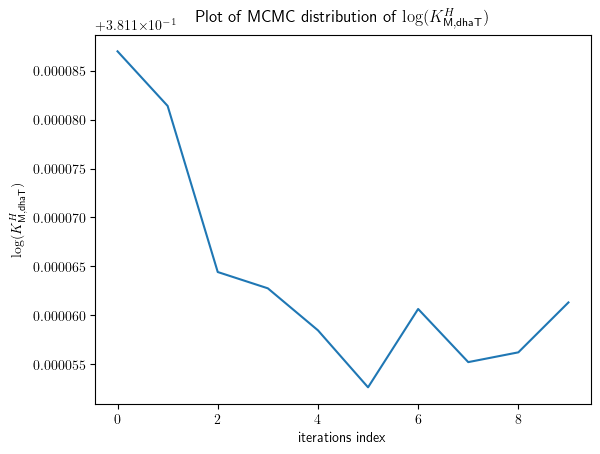 Plot of MCMC distribution of log(K^H_M,dhaT)
+3.811×10^−1
0.000085
0.000080
0.000075
0.000070
0.000065
0.000060
0.000055
log(K^H_M,dhaT)
0 2 4 6 8
iterations index